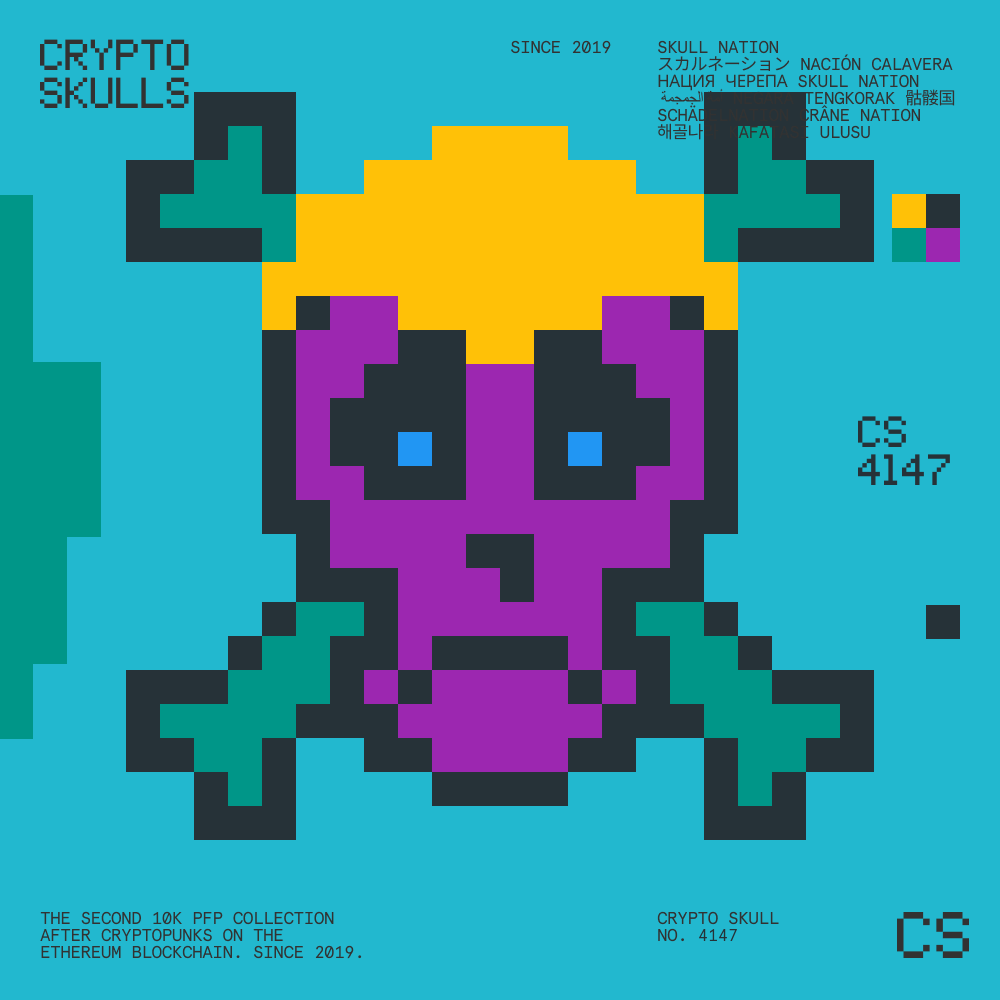 CRYPTO
SKULLS
SINCE 2019
SKULL NATION
スカルネーション NACIÓN CALAVERA
НАЦИЯ ЧЕРЕПА SKULL NATION
الجمجمة TENGKORAK 骷髅国
CRÂNE NATION
ULUSU
CS
4147
THE SECOND 10K PFP COLLECTION
AFTER CRYPTOPUNKS ON THE
ETHEREUM BLOCKCHAIN. SINCE 2019.
CRYPTO SKULL
NO. 4147
CS